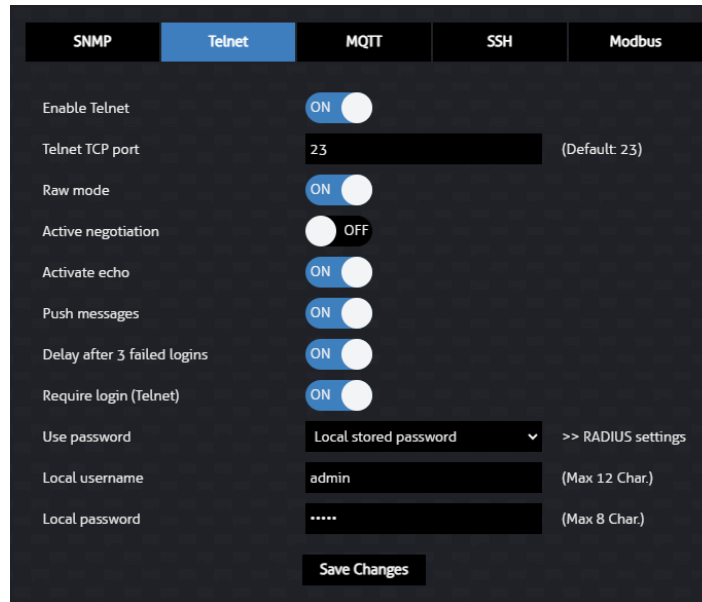 SNMP Telnet MQTT SSH Modbus
Enable Telnet ON
Telnet TCP port 23 (Default: 23)
Raw mode ON
Active negotiation OFF
Activate echo ON
Push messages ON
Delay after 3 failed logins ON
Require login (Telnet) ON
Use password Local stored password >> RADIUS settings
Local username admin (Max 12 Char.)
Local password ••••• (Max 8 Char.)
Save Changes